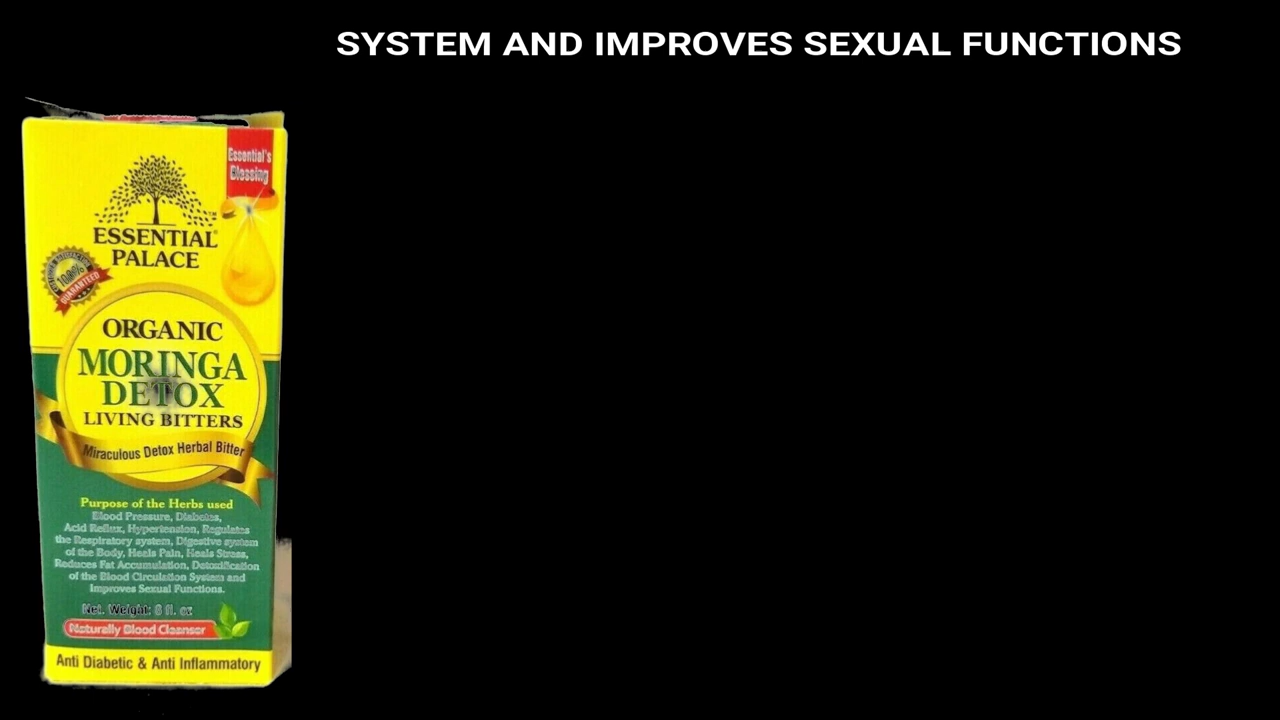 SYSTEM AND IMPROVES SEXUAL FUNCTIONS
Essential's
Blessing
ESSENTIAL®
PALACE
100%
GUARANTEED
ORGANIC
MORINGA
DETOX
LIVING BITTERS
Miraculous Detox Herbal Bitter
Purpose of the Herbs used
Blood Pressure, Diabetes,
Acid Reflux, Hypertension, Regulates
the Respiratory system, Digestive system
of the Body, Heels Pain, Heals Stress,
Reduces Fat Accumulation, Detoxification
of the Blood Circulation System and
Improves Sexual Functions.
Net. Weight: 8 fl. oz
Naturally Blood Cleanser
Anti Diabetic & Anti Inflammatory